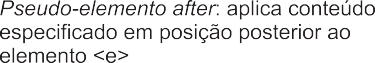 Pseudo-elemento after: aplica conteúdo
especificado em posição posterior ao
elemento <e>